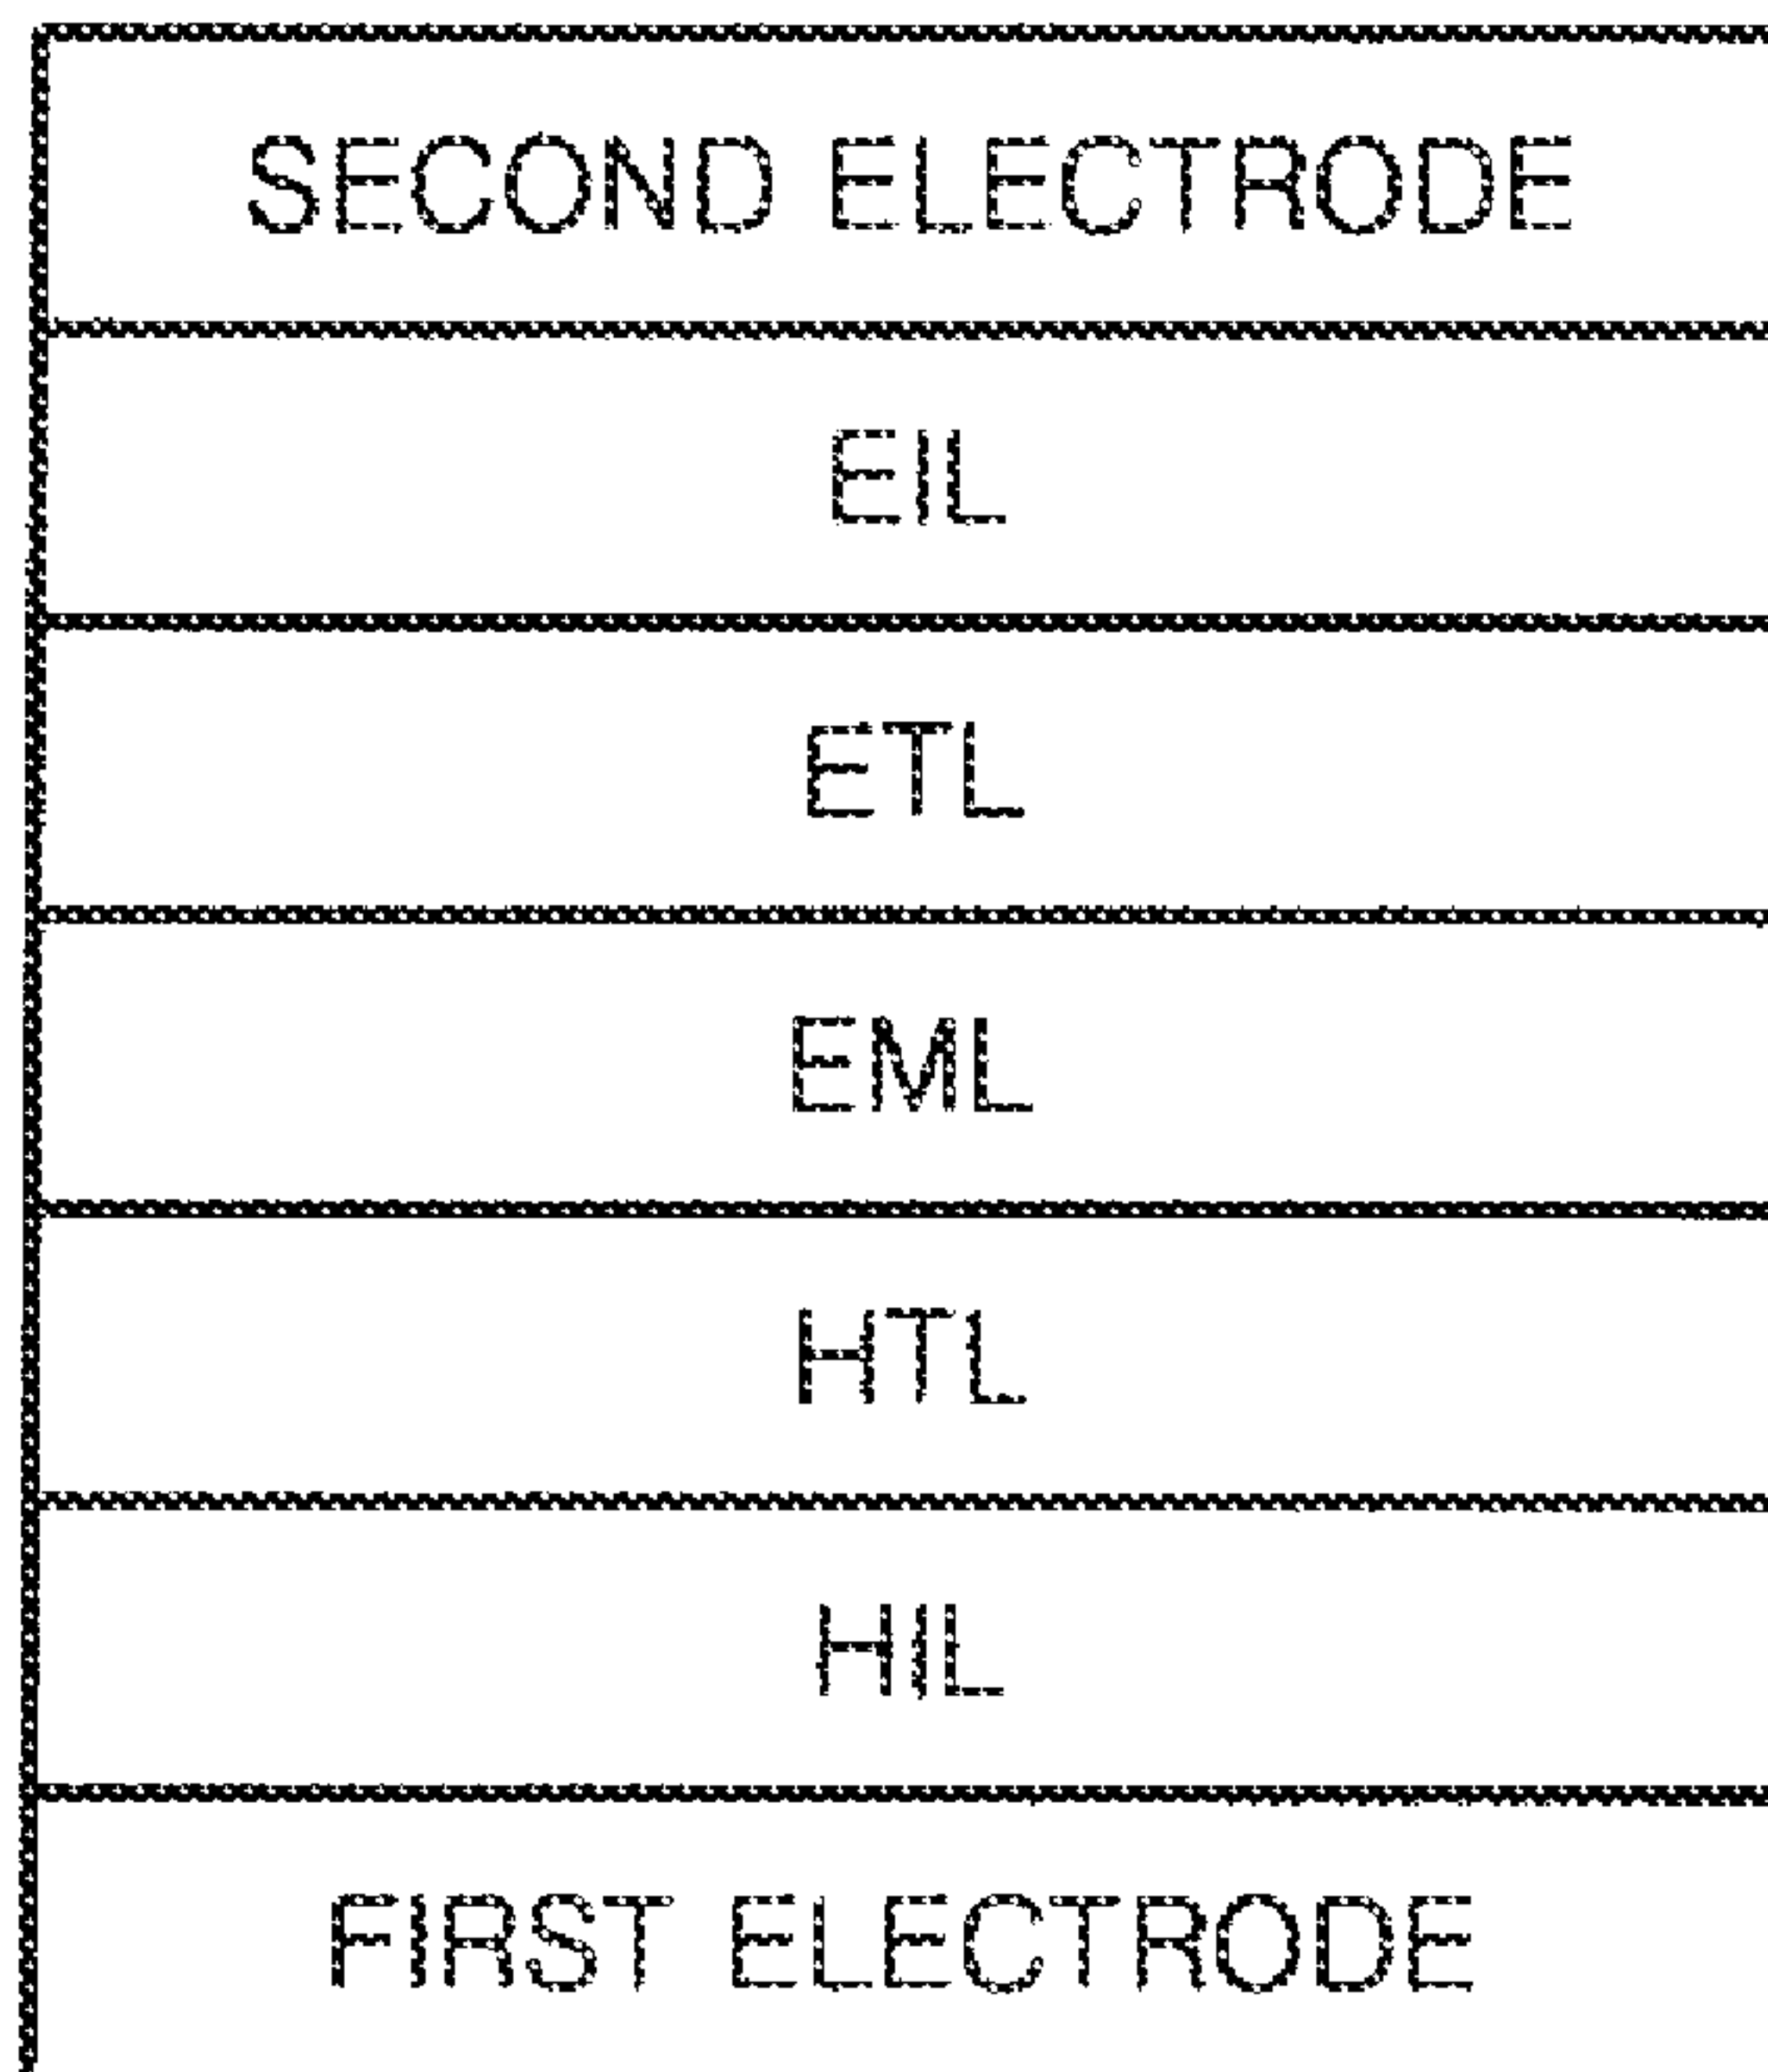 SECOND ELECTRODE
EIL
ETL
EML
HTL
HIL
FIRST ELECTRODE